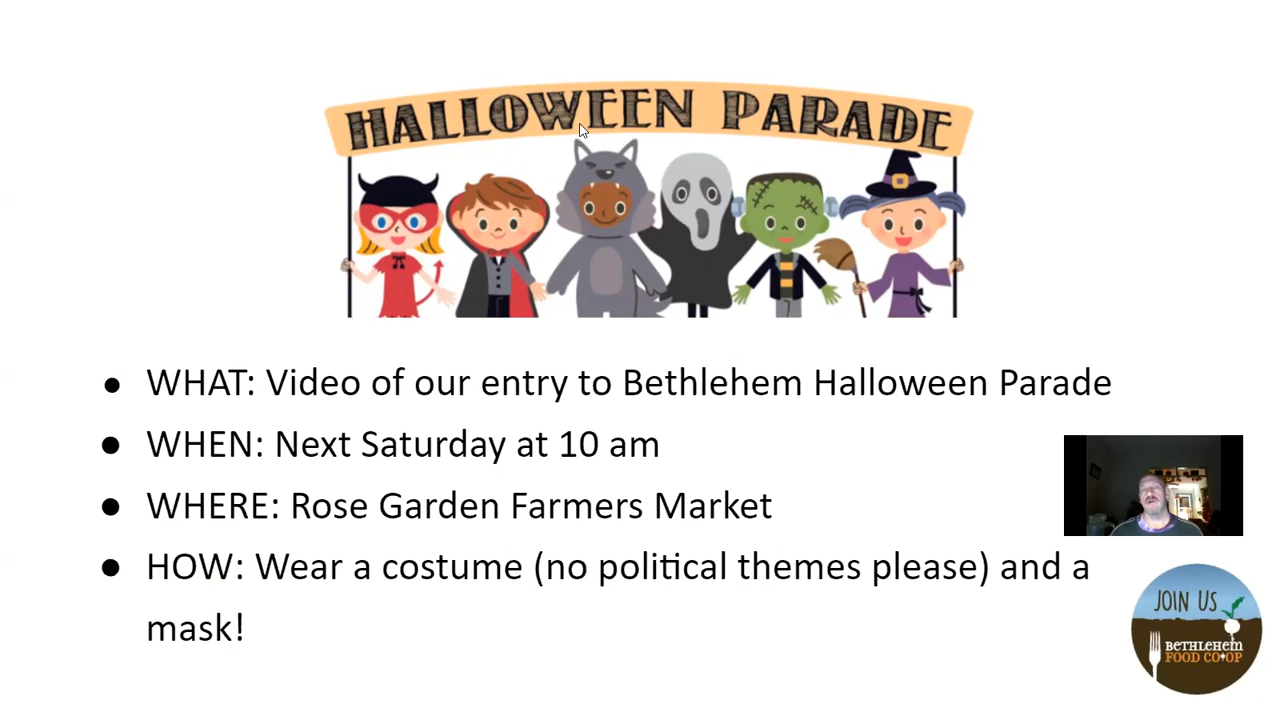 HALLOWEEN PARADE
● WHAT: Video of our entry to Bethlehem Halloween Parade
● WHEN: Next Saturday at 10 am
● WHERE: Rose Garden Farmers Market
● HOW: Wear a costume (no political themes please) and a
mask!
JOIN US
BETHLEHEM
FOOD CO-OP